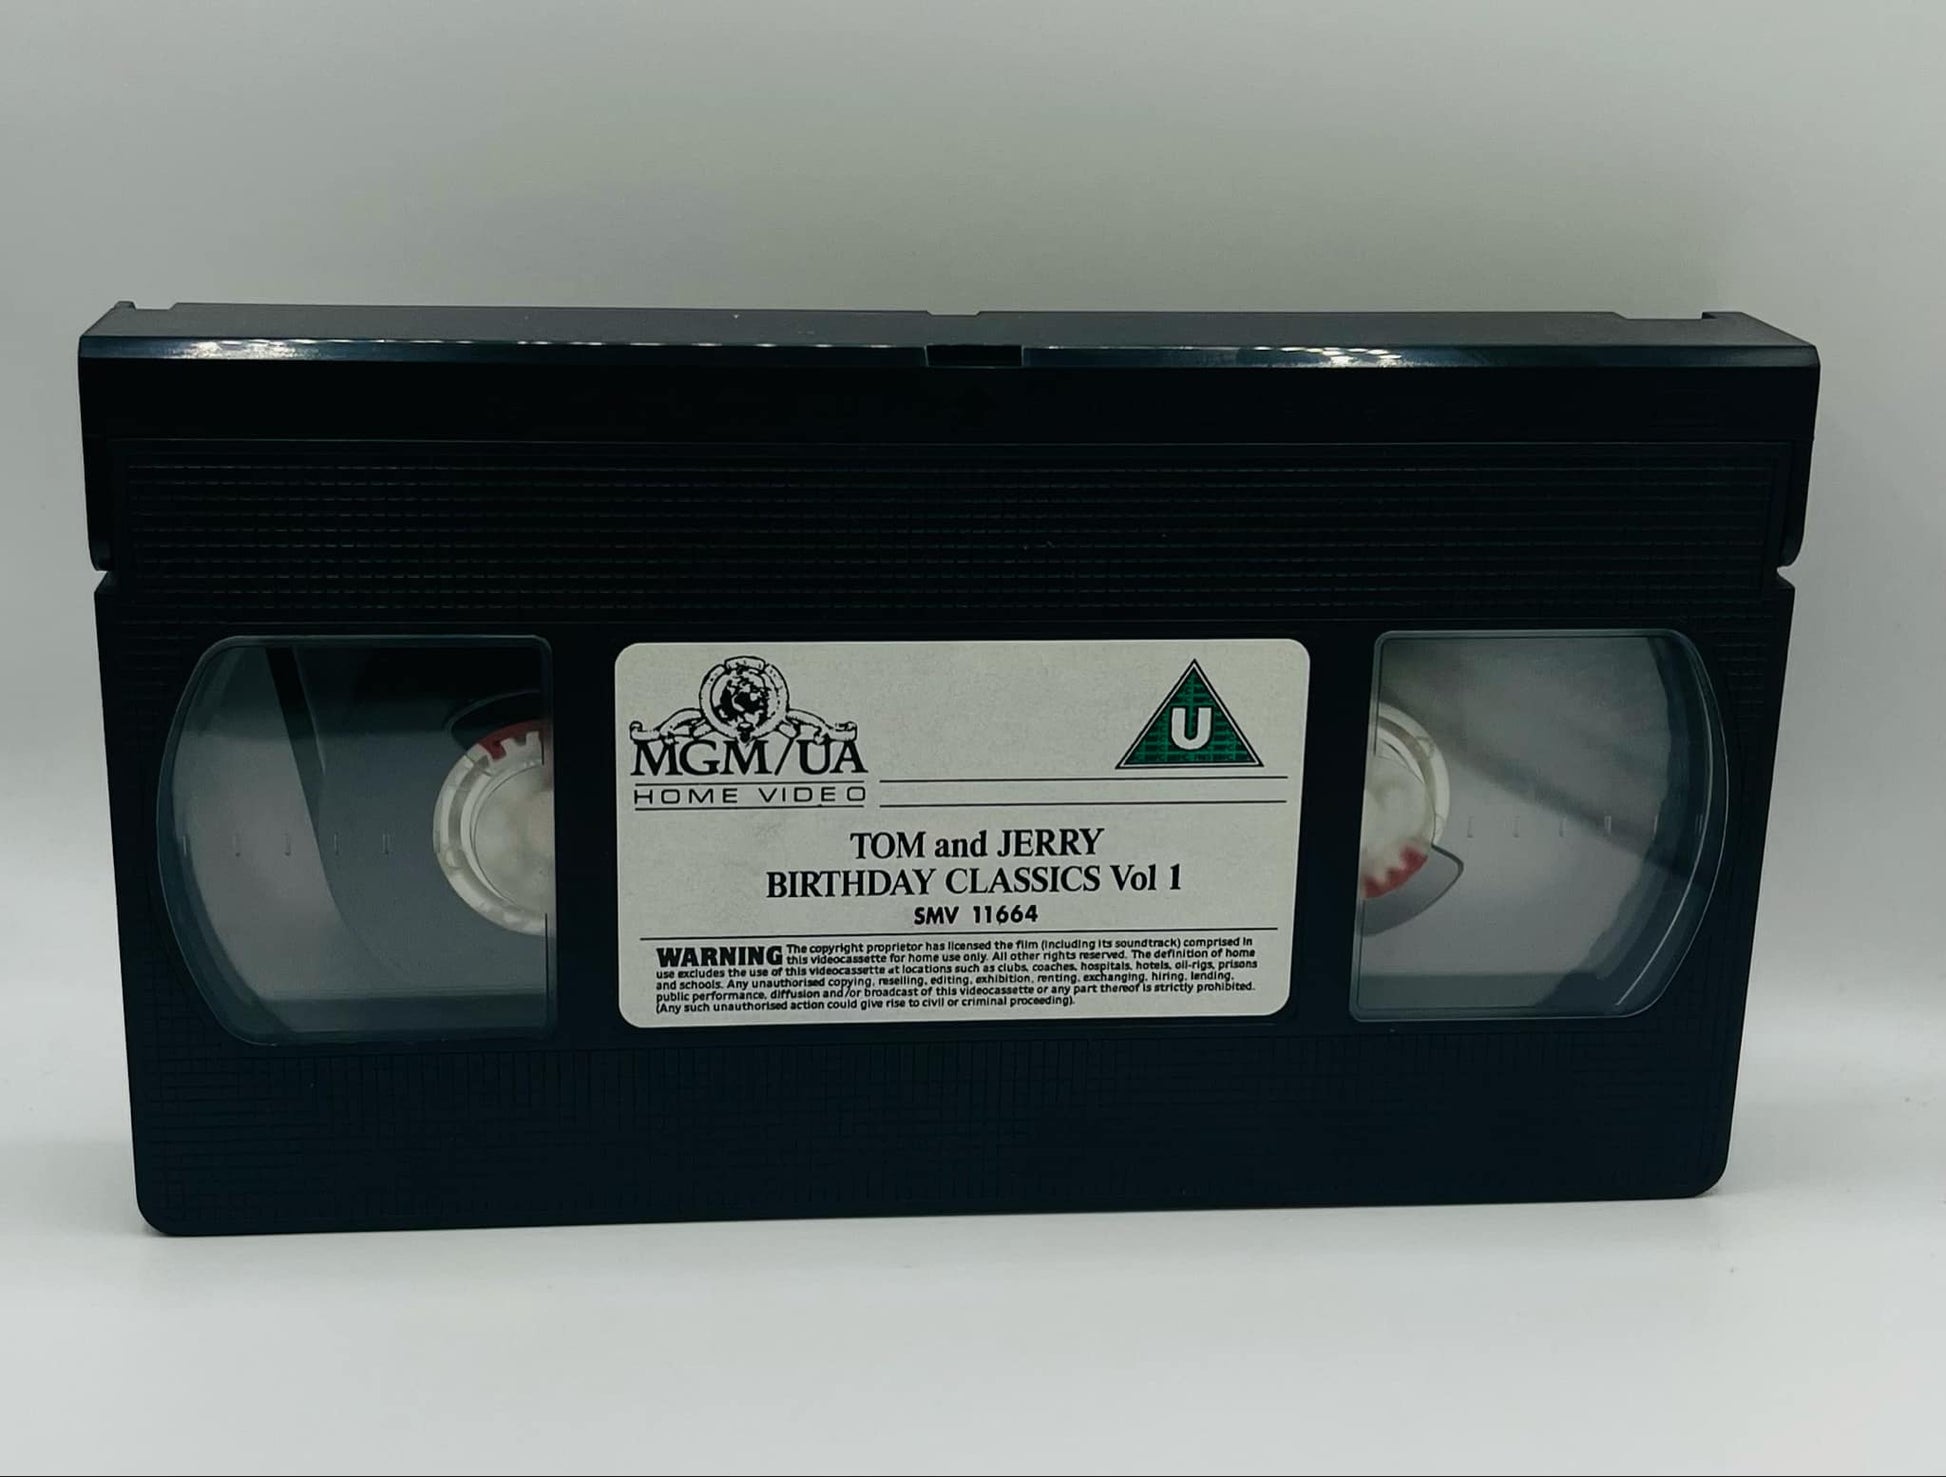 MGM/UA
HOME VIDEO
U
TOM and JERRY
BIRTHDAY CLASSICS Vol 1
SMV 11664
WARNING The copyright proprietor has licensed the film (including its soundtrack) comprised in
this videocassette for home use only. All other rights reserved. The definition of home
use excludes the use of this videocassette at locations such as clubs, coaches, hospitals, hotels, oil-rigs, prisons
and schools. Any unauthorised copying, reselling, editing, exhibition, renting, exchanging, hiring, lending,
public performance, diffusion and/or broadcast of this videocassette or any part thereof is strictly prohibited.
(Any such unauthorised action could give rise to civil or criminal proceeding).